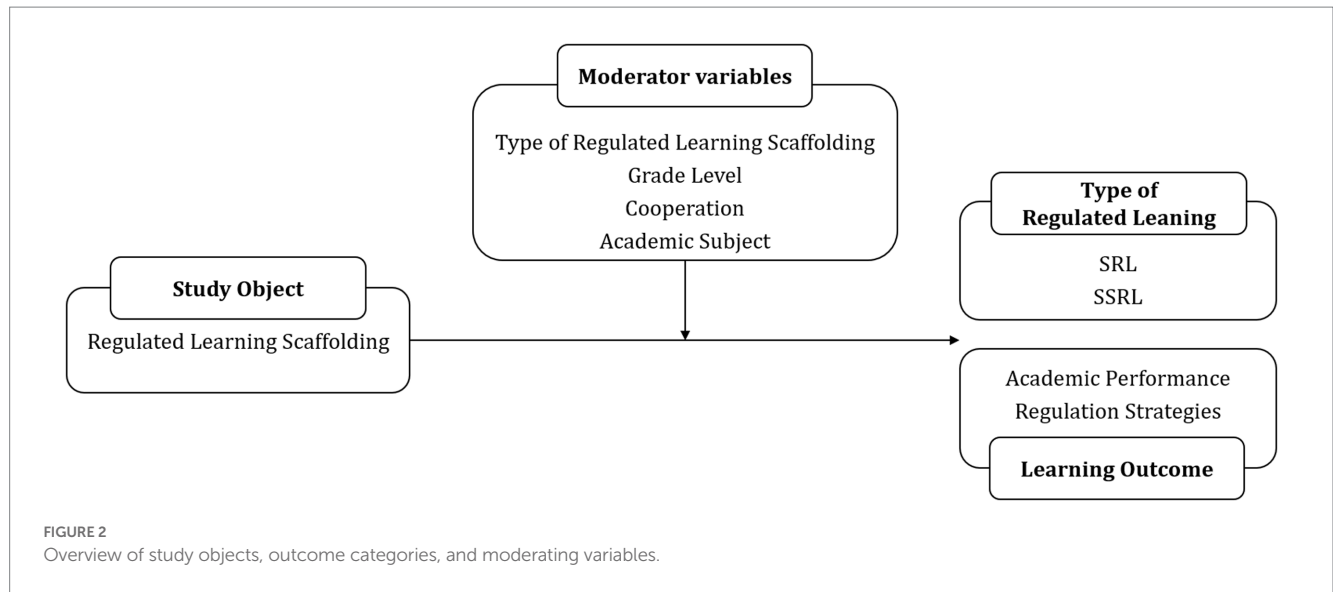 Moderator variables
Type of Regulated Learning Scaffolding
Grade Level
Cooperation
Academic Subject
Study Object
Regulated Learning Scaffolding
Type of
Regulated Leaning
SRL
SSRL
Academic Performance
Regulation Strategies
Learning Outcome
FIGURE 2
Overview of study objects, outcome categories, and moderating variables.